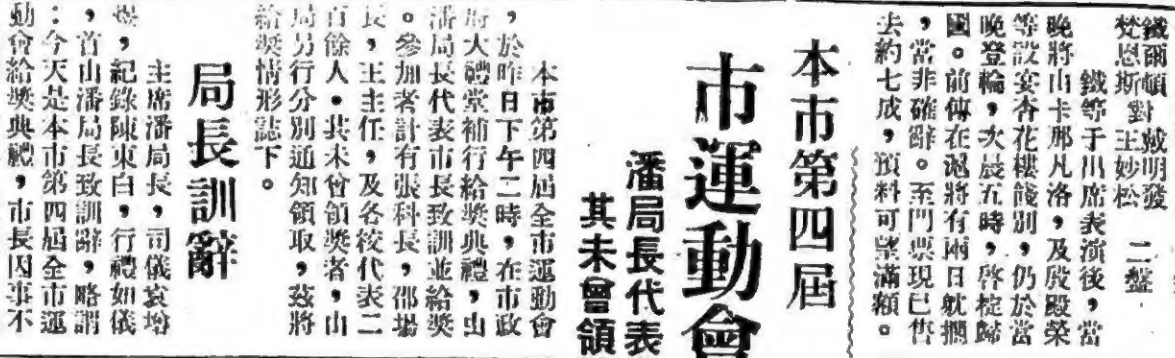 鐵爾頓對臧明發
梵恩斯對王妙松　二盤
鐵等于出席表演後，當
晚將由卡那凡洛，及殷殿榮
等設宴杏花樓餞別，仍於當
晚登輪，次晨五時，啓椗歸
國。前傳在滬將有兩日躭擱
，當非確辭。至門票現已售
去約七成，預料可望滿額。
本市第四屆
市運動會
潘局長代表
其未曾領
本市第四屆全市運動會
，於昨日下午二時，在市政
府大禮堂補行給獎典禮，由
潘局長代表市長致訓並給獎
。參加者計有張科長，邵場
長，王主任，及各校代表二
百餘人。其未曾領獎者，由
局另行分別通知領取，茲將
給獎情形誌下。
局長訓辭
主席潘局長，司儀袁增
煜，紀錄陳東白，行禮如儀
，首由潘局長致訓辭，略謂
：今天是本市第四屆全市運
動會給獎典禮，市長因事不